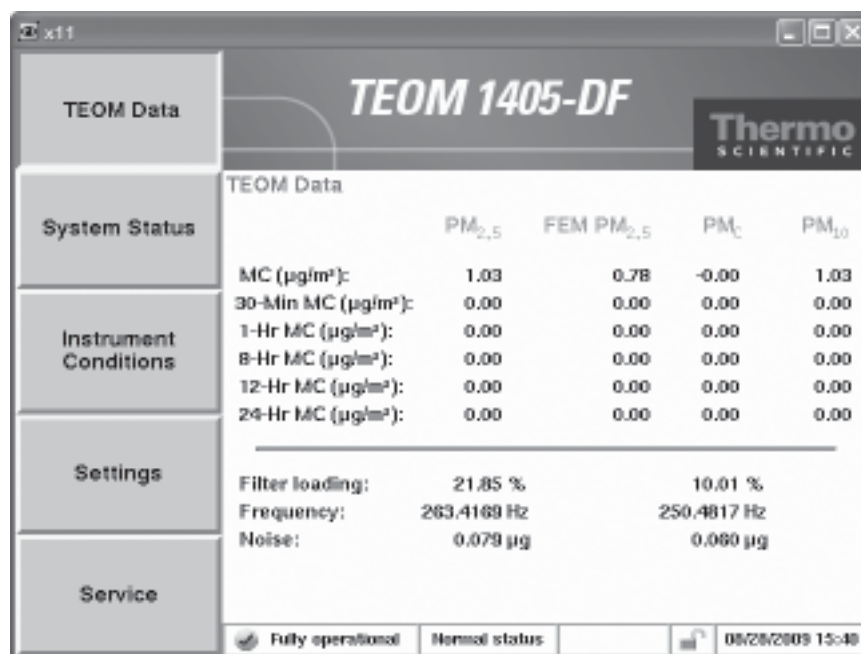 x11
TEOM 1405-DF
Thermo
SCIENTIFIC
TEOM Data
System Status
Instrument
Conditions
Settings
Service
TEOM Data
PM2,5 FEM PM2,5 PMC PM10
MC (µg/m³): 1.03 0.78 -0.00 1.03
30-Min MC (µg/m³): 0.00 0.00 0.00 0.00
1-Hr MC (µg/m³): 0.00 0.00 0.00 0.00
8-Hr MC (µg/m³): 0.00 0.00 0.00 0.00
12-Hr MC (µg/m³): 0.00 0.00 0.00 0.00
24-Hr MC (µg/m³): 0.00 0.00 0.00 0.00
Filter loading: 21.85 % 10.01 %
Frequency: 263.4169 Hz 250.4817 Hz
Noise: 0.079 µg 0.060 µg
Fully operational Normal status 08/28/2009 15:40